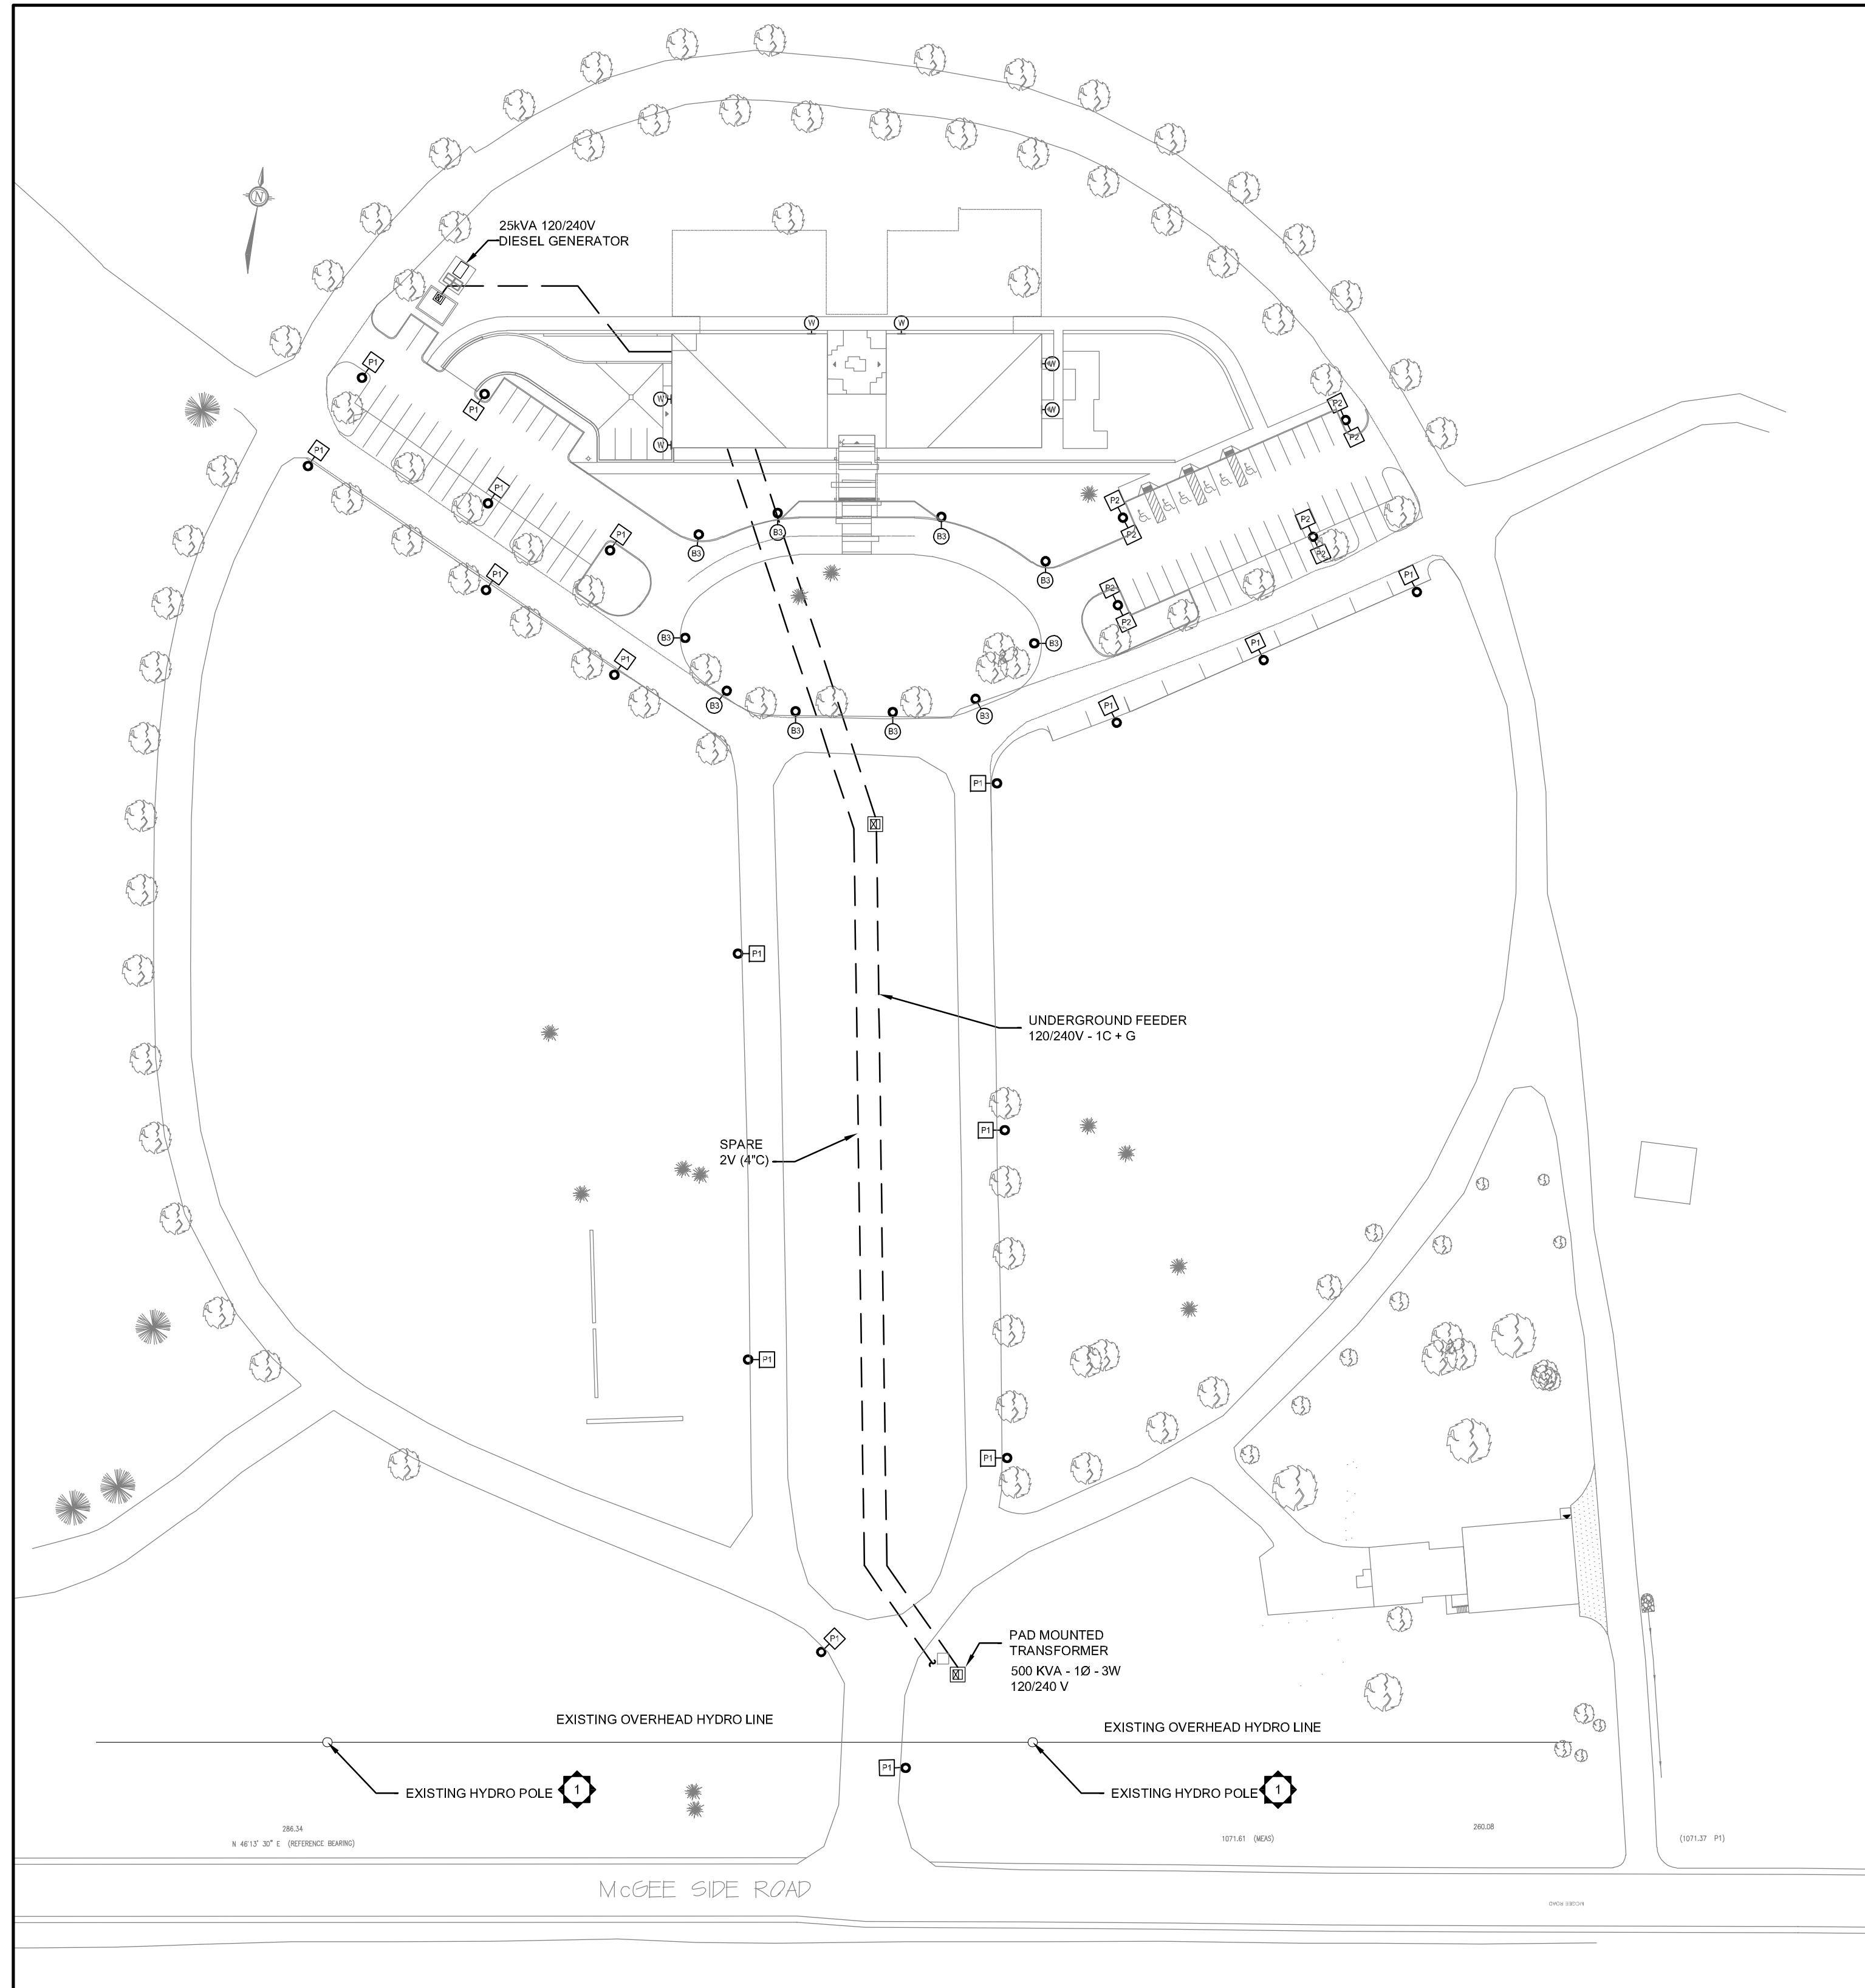 N
25kVA 120/240V
DIESEL GENERATOR
W
W
P1
W
P1
W
P2
W
P2
W
P1
P1
P2
P2
B3
B3
P2
P1
B3
P2
B3
P1
P2
P1
P2
B3
B3
P1
P1
B3
B3
B3
B3
P1
P1
P1
UNDERGROUND FEEDER
120/240V - 1C + G
P1
SPARE
2V (4"C)
P1
P1
P1
PAD MOUNTED
TRANSFORMER
500 KVA - 1Ø - 3W
120/240 V
EXISTING OVERHEAD HYDRO LINE
EXISTING OVERHEAD HYDRO LINE
P1
EXISTING HYDRO POLE 1
EXISTING HYDRO POLE 1
286.34
260.08
N 46°13' 30" E (REFERENCE BEARING)
1071.61 (MEAS)
(1071.37 P1)
McGEE SIDE ROAD